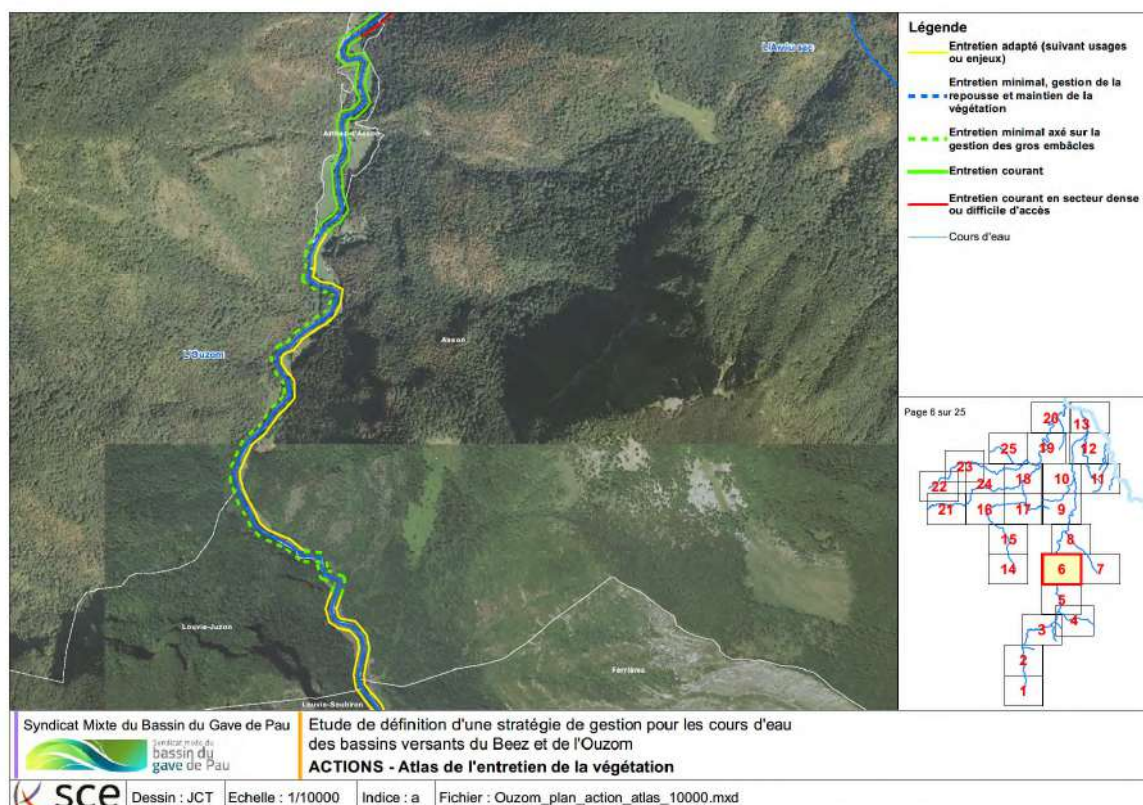 L'Arriu-sec
Arthez-d'Asson
Asson
L'Ouzom
Louvie-Juzon
Ferrières
Louvie-Soubiron
Légende
Entretien adapté (suivant usages
ou enjeux)
Entretien minimal, gestion de la
repousse et maintien de la
végétation
Entretien minimal axé sur la
gestion des gros embâcles
Entretien courant
Entretien courant en secteur dense
ou difficile d'accès
Cours d'eau
Page 6 sur 25
20
13
25
19
12
23
22
24
18
10
11
21
16
17
9
15
8
14
6
7
5
4
3
2
1
Syndicat Mixte du Bassin du Gave de Pau
Syndicat mixte du
bassin du
gave de Pau
Etude de définition d'une stratégie de gestion pour les cours d'eau
des bassins versants du Beez et de l'Ouzom
ACTIONS - Atlas de l'entretien de la végétation
sce
Dessin : JCT
Echelle : 1/10000
Indice : a
Fichier : Ouzom_plan_action_atlas_10000.mxd